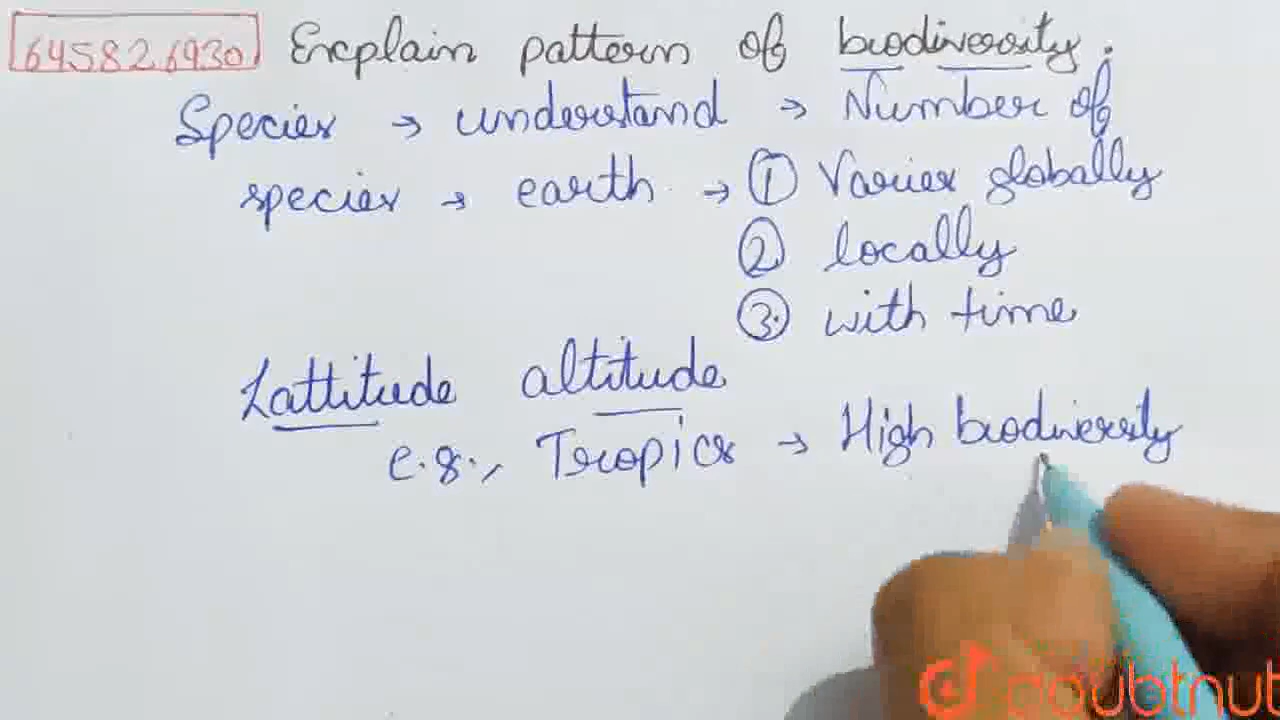 645826930 Explain pattern of biodiversity.
Species → understand → Number of
species → earth → ① Varies globally
② locally
③ with time
Lattitude altitude
e.g., Tropics → High biodiversity
doubtnut